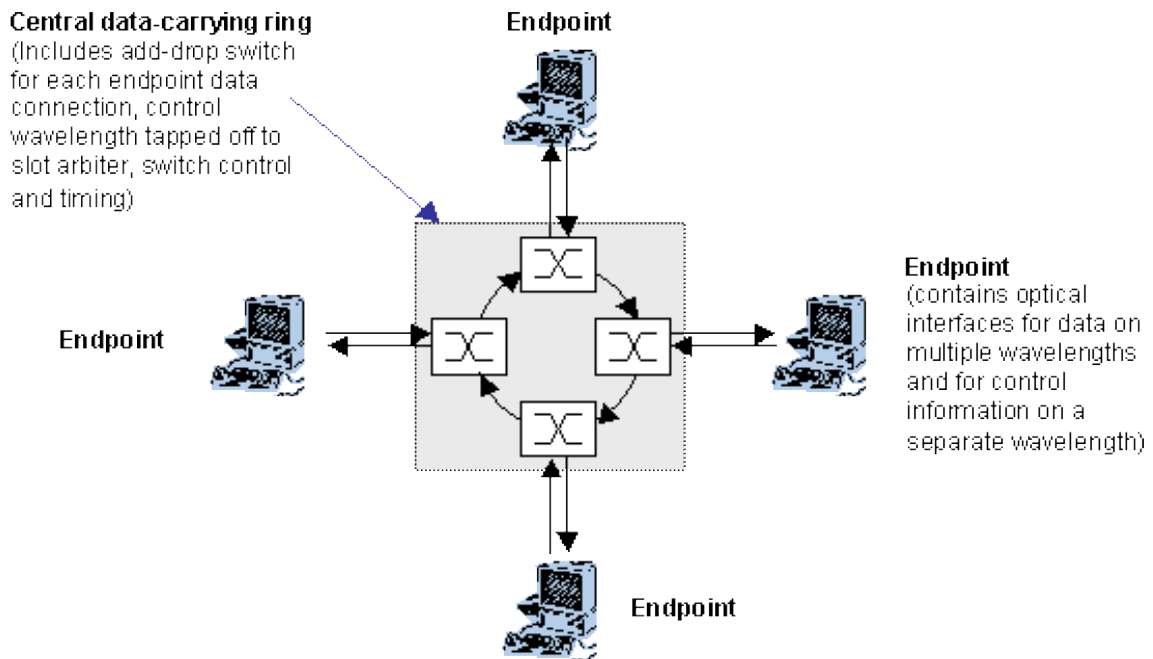 Central data-carrying ring
(Includes add-drop switch
for each endpoint data
connection, control
wavelength tapped off to
slot arbiter, switch control
and timing)
Endpoint
Endpoint
Endpoint
(contains optical
interfaces for data on
multiple wavelengths
and for control
information on a
separate wavelength)
Endpoint